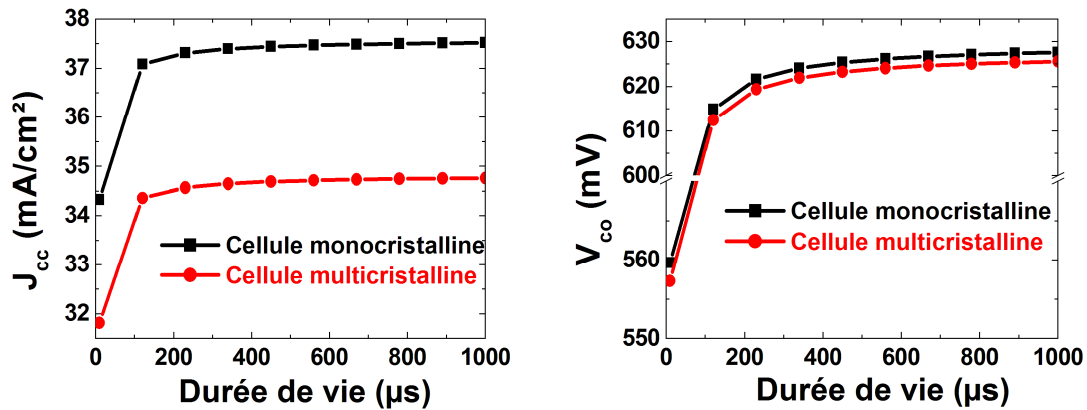 38
37
36
35
34
33
32
J_cc (mA/cm²)
Cellule monocristalline
Cellule multicristalline
0 200 400 600 800 1000
Durée de vie (µs)
630
620
610
600
560
550
V_co (mV)
Cellule monocristalline
Cellule multicristalline
0 200 400 600 800 1000
Durée de vie (µs)